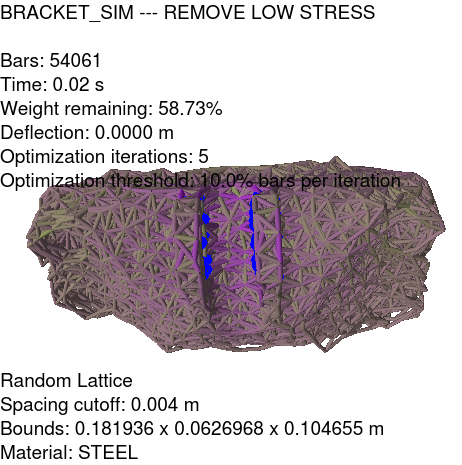 BRACKET_SIM --- REMOVE LOW STRESS
Bars: 54061
Time: 0.02 s
Weight remaining: 58.73%
Deflection: 0.0000 m
Optimization iterations: 5
Optimization threshold: 10.0% bars per iteration
Random Lattice
Spacing cutoff: 0.004 m
Bounds: 0.181936 x 0.0626968 x 0.104655 m
Material: STEEL